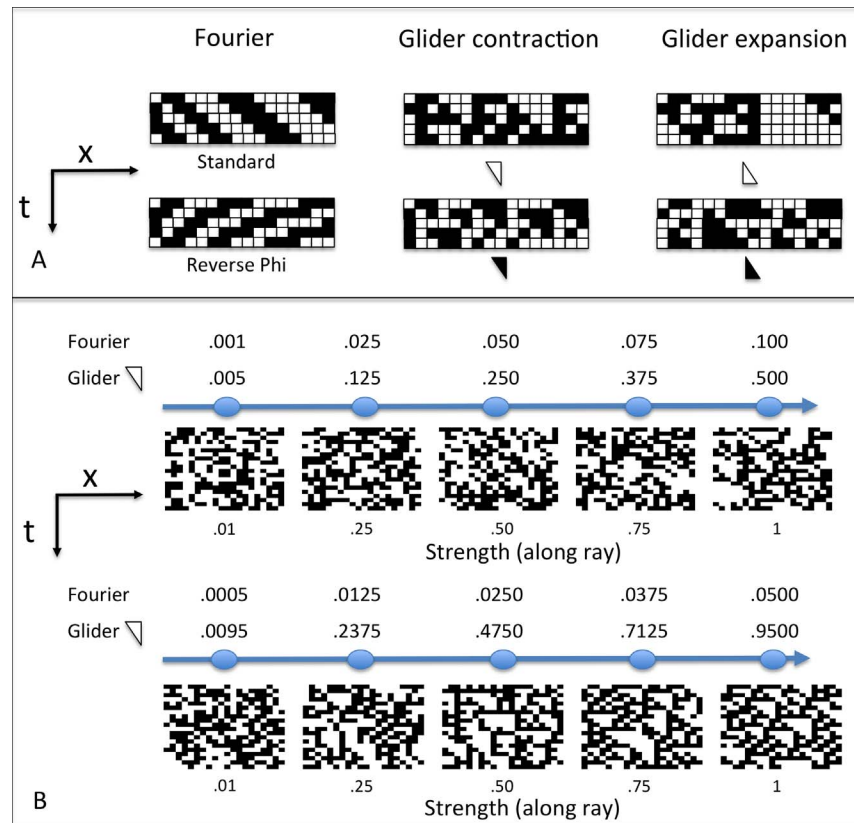 Fourier Glider contraction Glider expansion
Standard
x
t
Reverse Phi
A
Fourier .001 .025 .050 .075 .100
Glider .005 .125 .250 .375 .500
x
t
.01 .25 .50 .75 1
Strength (along ray)
Fourier .0005 .0125 .0250 .0375 .0500
Glider .0095 .2375 .4750 .7125 .9500
.01 .25 .50 .75 1
B
Strength (along ray)